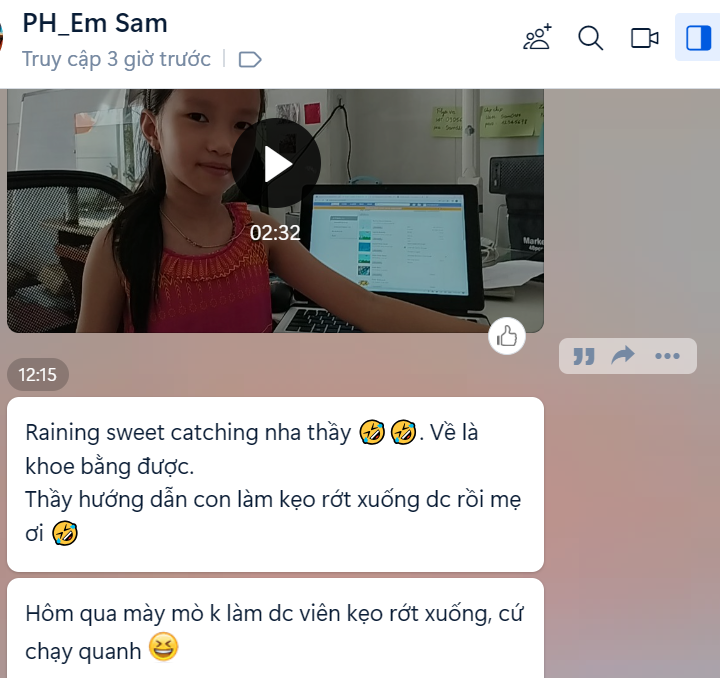 PH_Em Sam
Truy cập 3 giờ trước
02:32
12:15
Raining sweet catching nha thầy 🤣🤣. Về là
khoe bằng được.
Thầy hướng dẫn con làm kẹo rớt xuống dc rồi mẹ
ơi 🤣
Hôm qua mày mò k làm dc viên kẹo rớt xuống, cứ
chạy quanh 😆